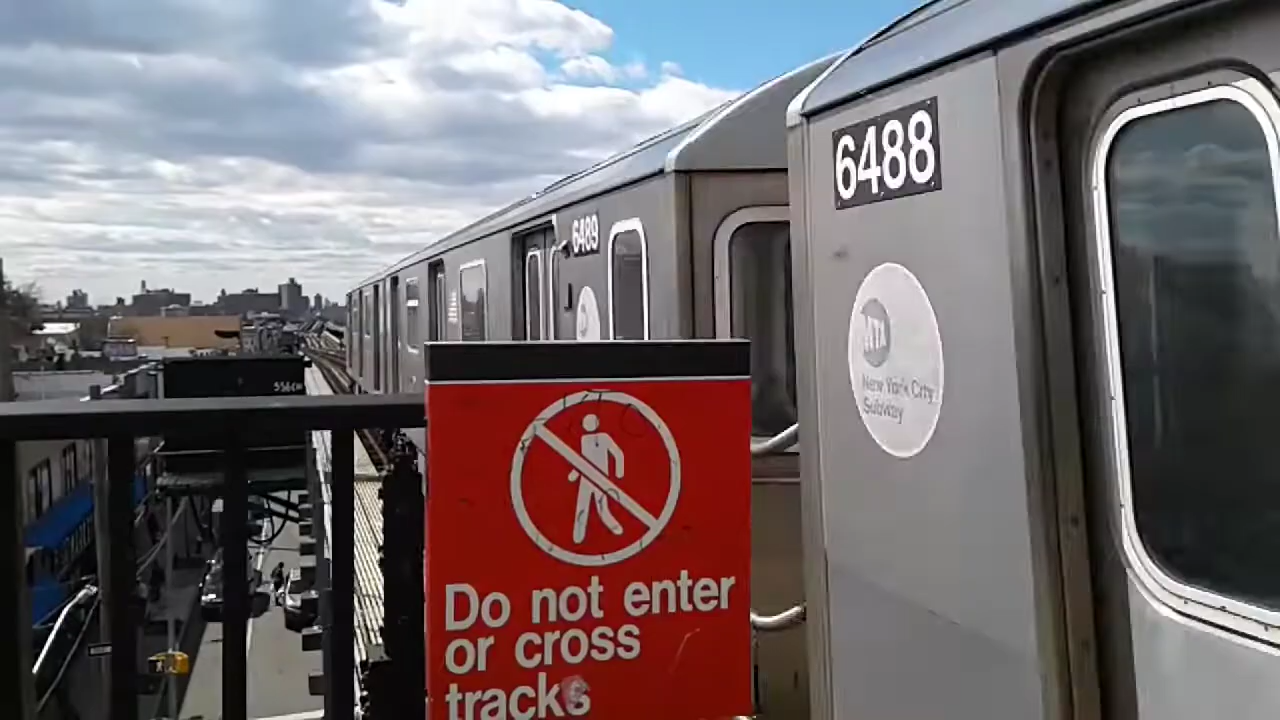 6488
6489
MTA
New York City
Subway
Do not enter
or cross
tracks